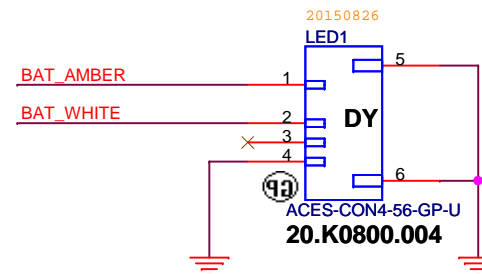 20150826
LED1
5
BAT_AMBER
1
BAT_WHITE
2
DY
3
4
6
GP
ACES-CON4-56-GP-U
20.K0800.004